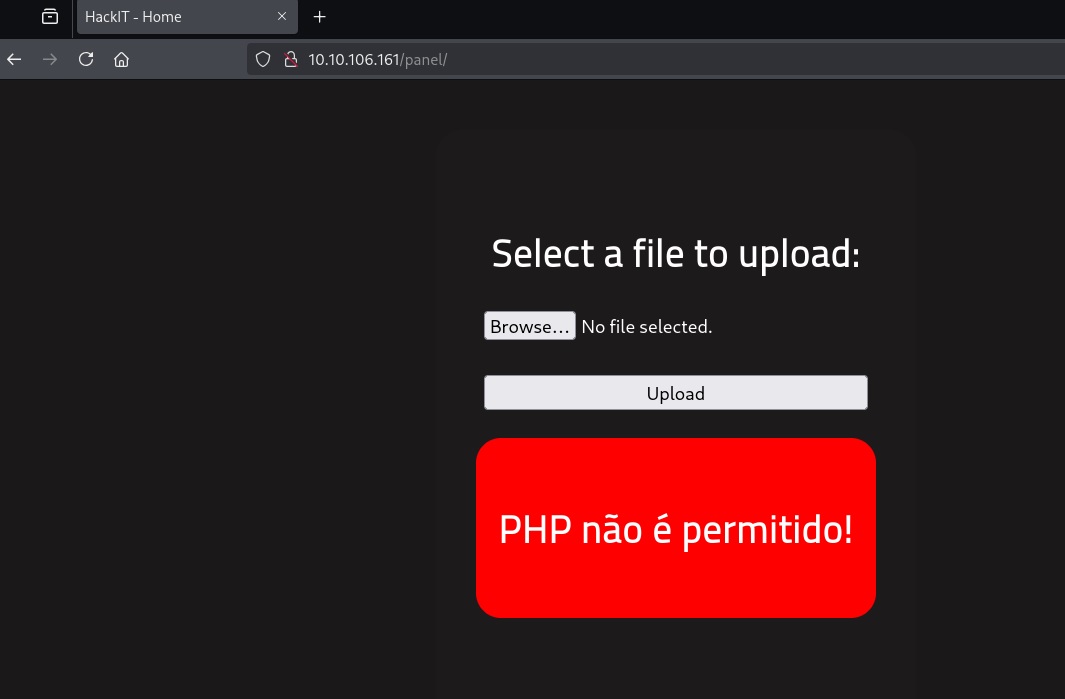 HackIT - Home
10.10.106.161/panel/
Select a file to upload:
Browse... No file selected.
Upload
PHP não é permitido!